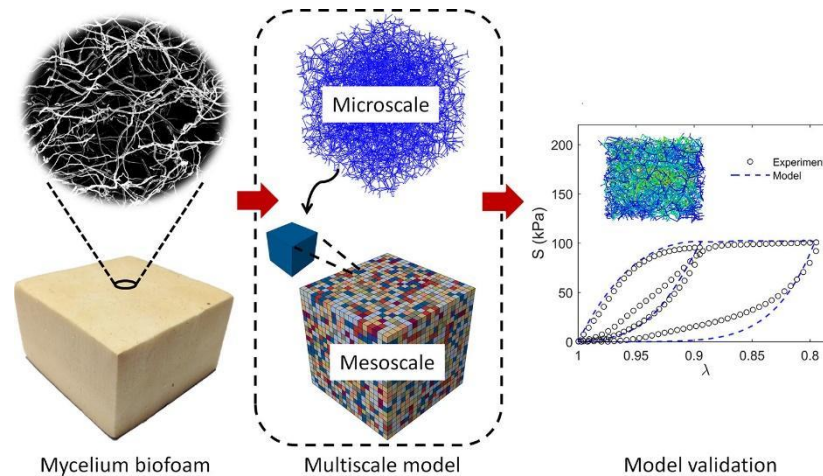 Microscale
Mesoscale
Mycelium biofoam
Multiscale model
200
150
100
50
0
S (kPa)
Experiment
Model
1
0.95
0.9
0.85
0.8
λ
Model validation